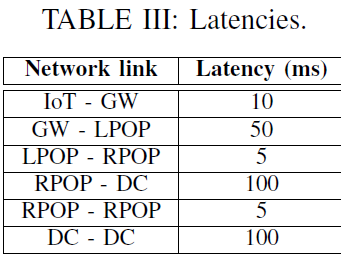 TABLE III: Latencies.
Network link Latency (ms)
IoT - GW 10
GW - LPOP 50
LPOP - RPOP 5
RPOP - DC 100
RPOP - RPOP 5
DC - DC 100